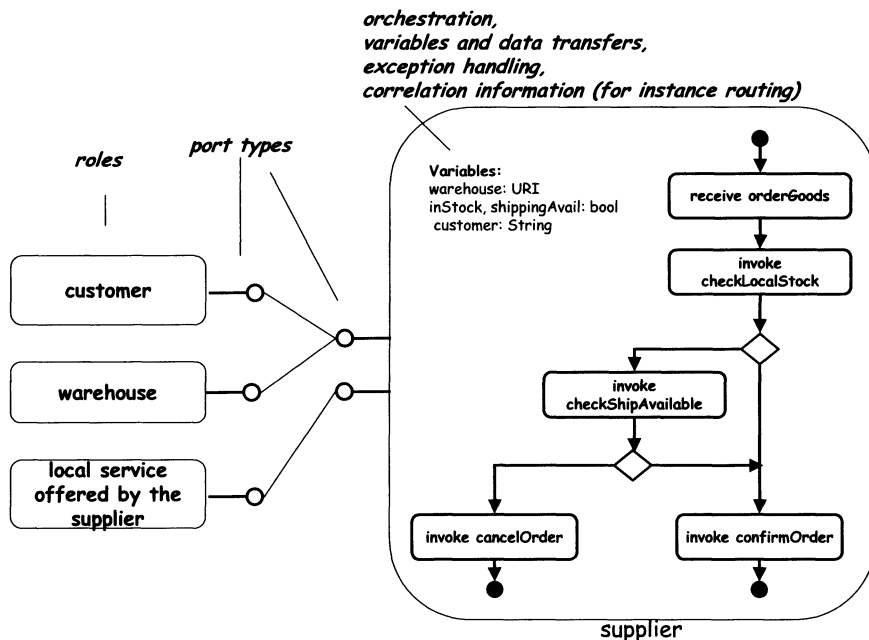 orchestration,
variables and data transfers,
exception handling,
correlation information (for instance routing)
roles
port types
Variables:
warehouse: URI
inStock, shippingAvail: bool
customer: String
receive orderGoods
invoke
checkLocalStock
customer
warehouse
invoke
checkShipAvailable
local service
offered by the
supplier
invoke cancelOrder
invoke confirmOrder
supplier